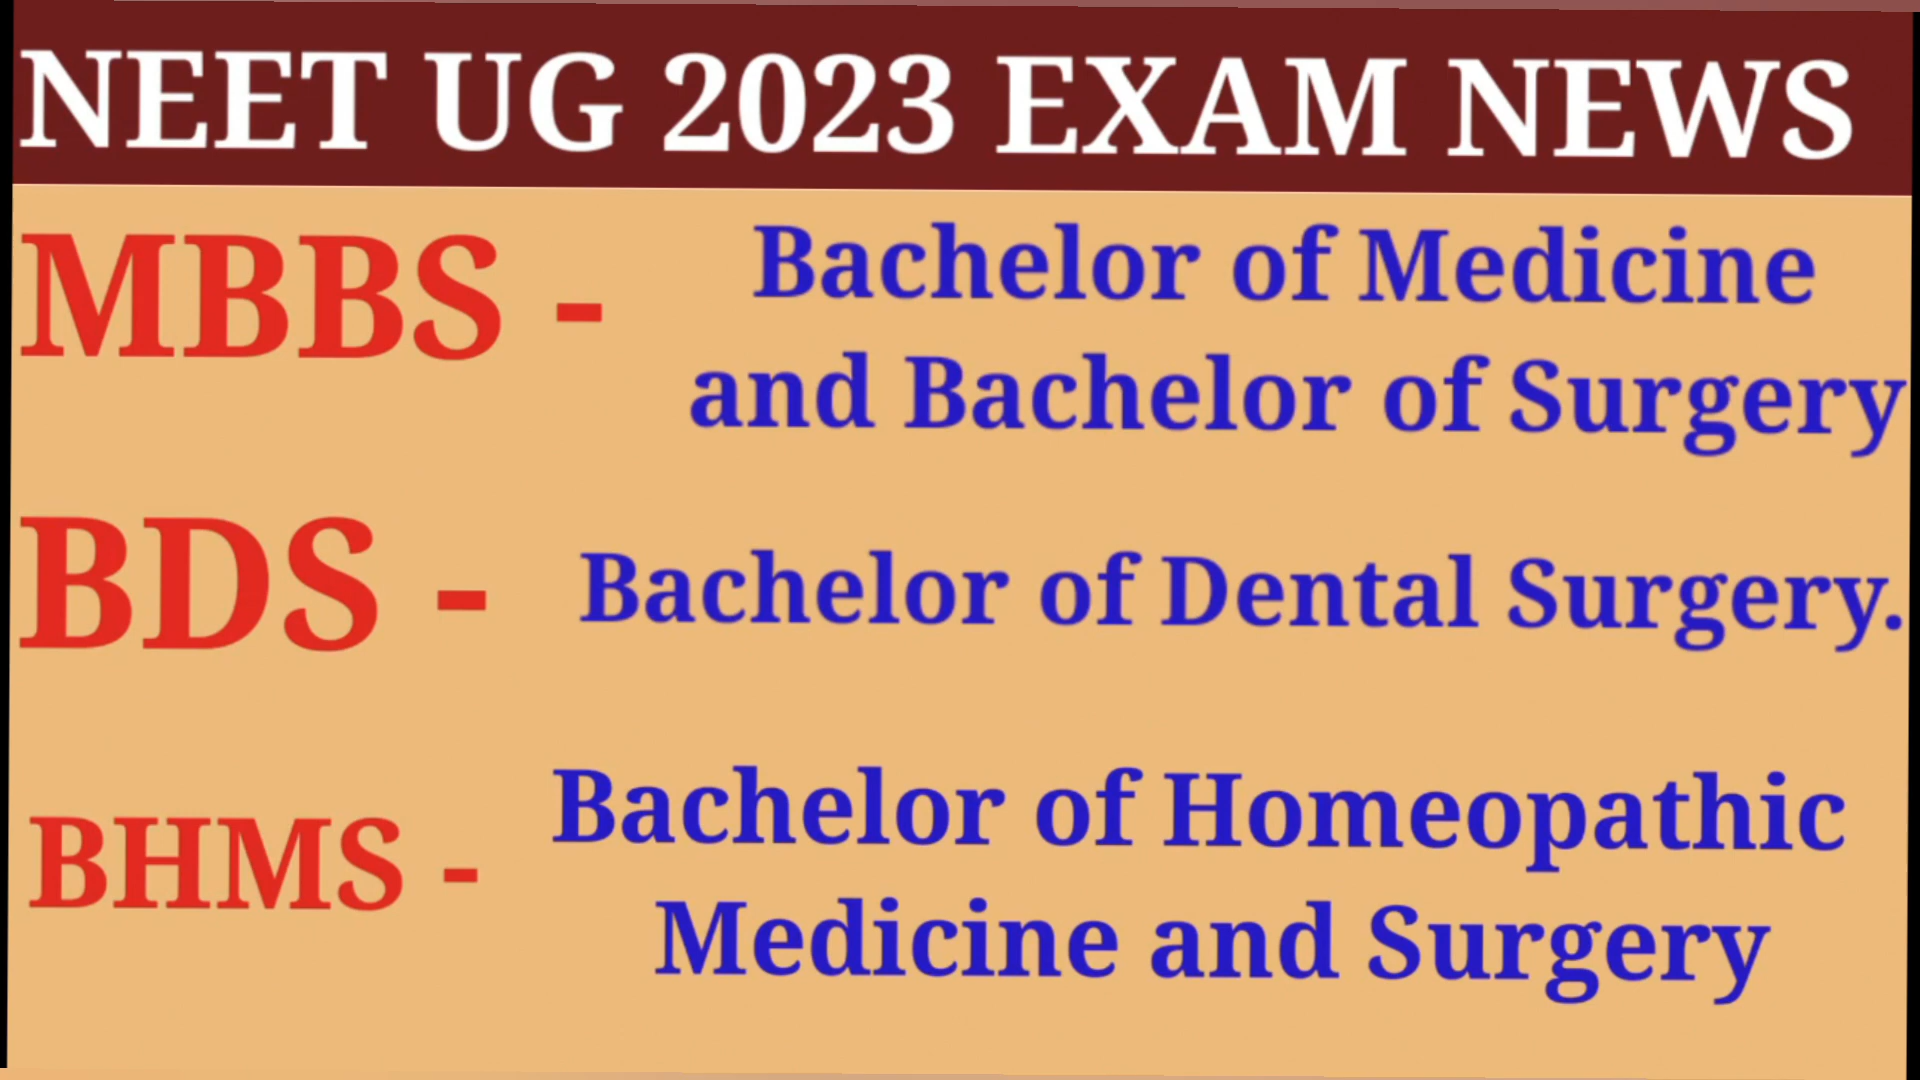 NEET UG 2023 EXAM NEWS
MBBS - Bachelor of Medicine
and Bachelor of Surgery
BDS - Bachelor of Dental Surgery.
BHMS - Bachelor of Homeopathic
Medicine and Surgery